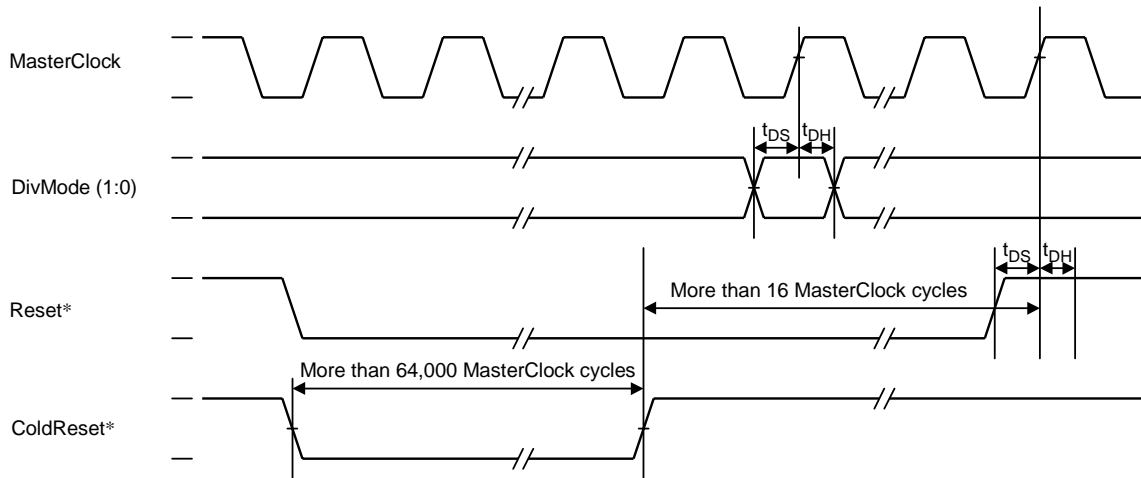 MasterClock
tDS tDH
DivMode (1:0)
tDS tDH
More than 16 MasterClock cycles
Reset*
More than 64,000 MasterClock cycles
ColdReset*